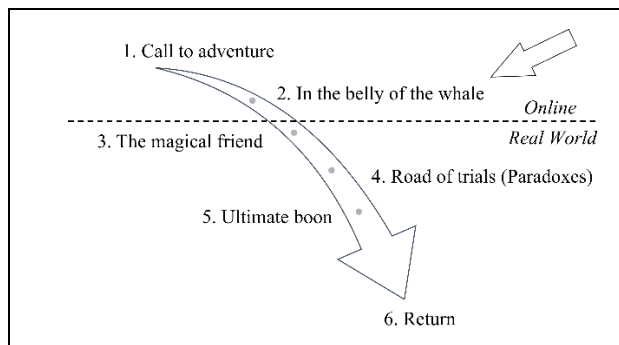 1. Call to adventure
2. In the belly of the whale
Online
3. The magical friend
Real World
4. Road of trials (Paradoxes)
5. Ultimate boon
6. Return